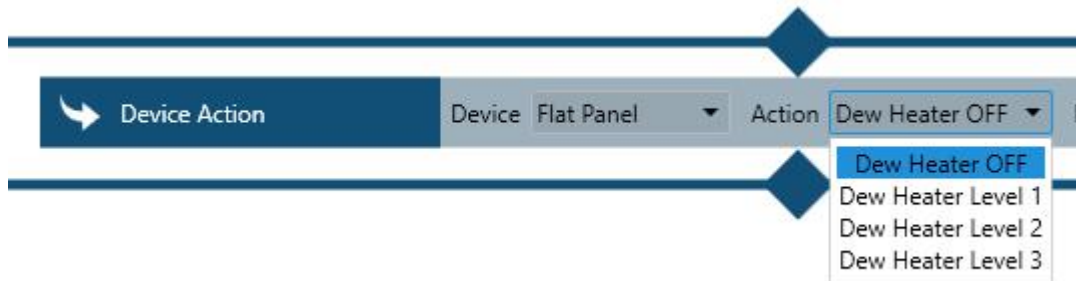 Device Action Device Flat Panel Action Dew Heater OFF
Dew Heater OFF
Dew Heater Level 1
Dew Heater Level 2
Dew Heater Level 3